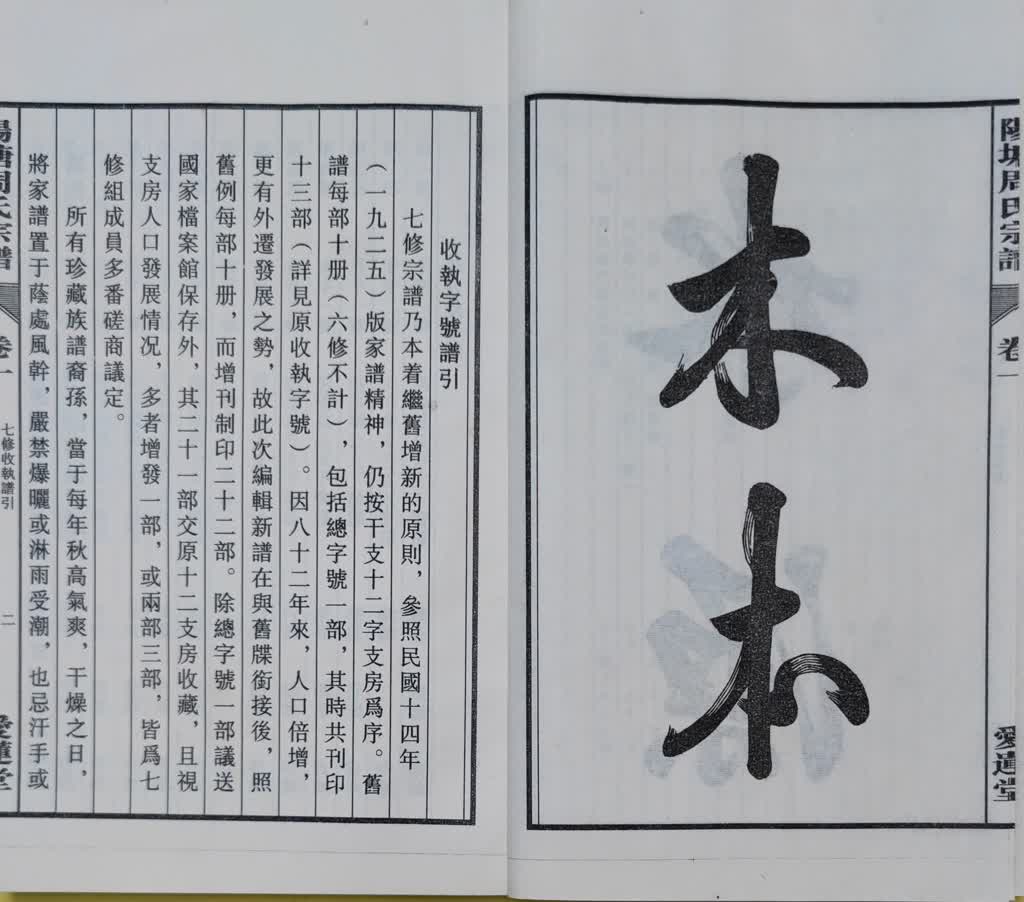 陽塘周氏宗譜
卷一
愛蓮堂
木本
收執字號譜引
七修宗譜乃本着繼舊增新的原則，參照民國十四年
（一九二五）版家譜精神，仍按干支十二字支房爲序。舊
譜每部十册（六修不計），包括總字號一部，其時共刊印
十三部（詳見原收執字號）。因八十二年來，人口倍增，
更有外遷發展之勢，故此次編輯新譜在與舊牒銜接後，照
舊例每部十册，而增刊制印二十二部。除總字號一部議送
國家檔案館保存外，其二十一部交原十二支房收藏，且視
支房人口發展情况，多者增發一部，或兩部三部，皆爲七
修組成員多番磋商議定。
所有珍藏族譜裔孫，當于每年秋高氣爽，干燥之日，
將家譜置于蔭處風幹，嚴禁爆曬或淋雨受潮，也忌汗手或
陽塘周氏宗譜
卷一
七修收執譜引
二
愛蓮堂